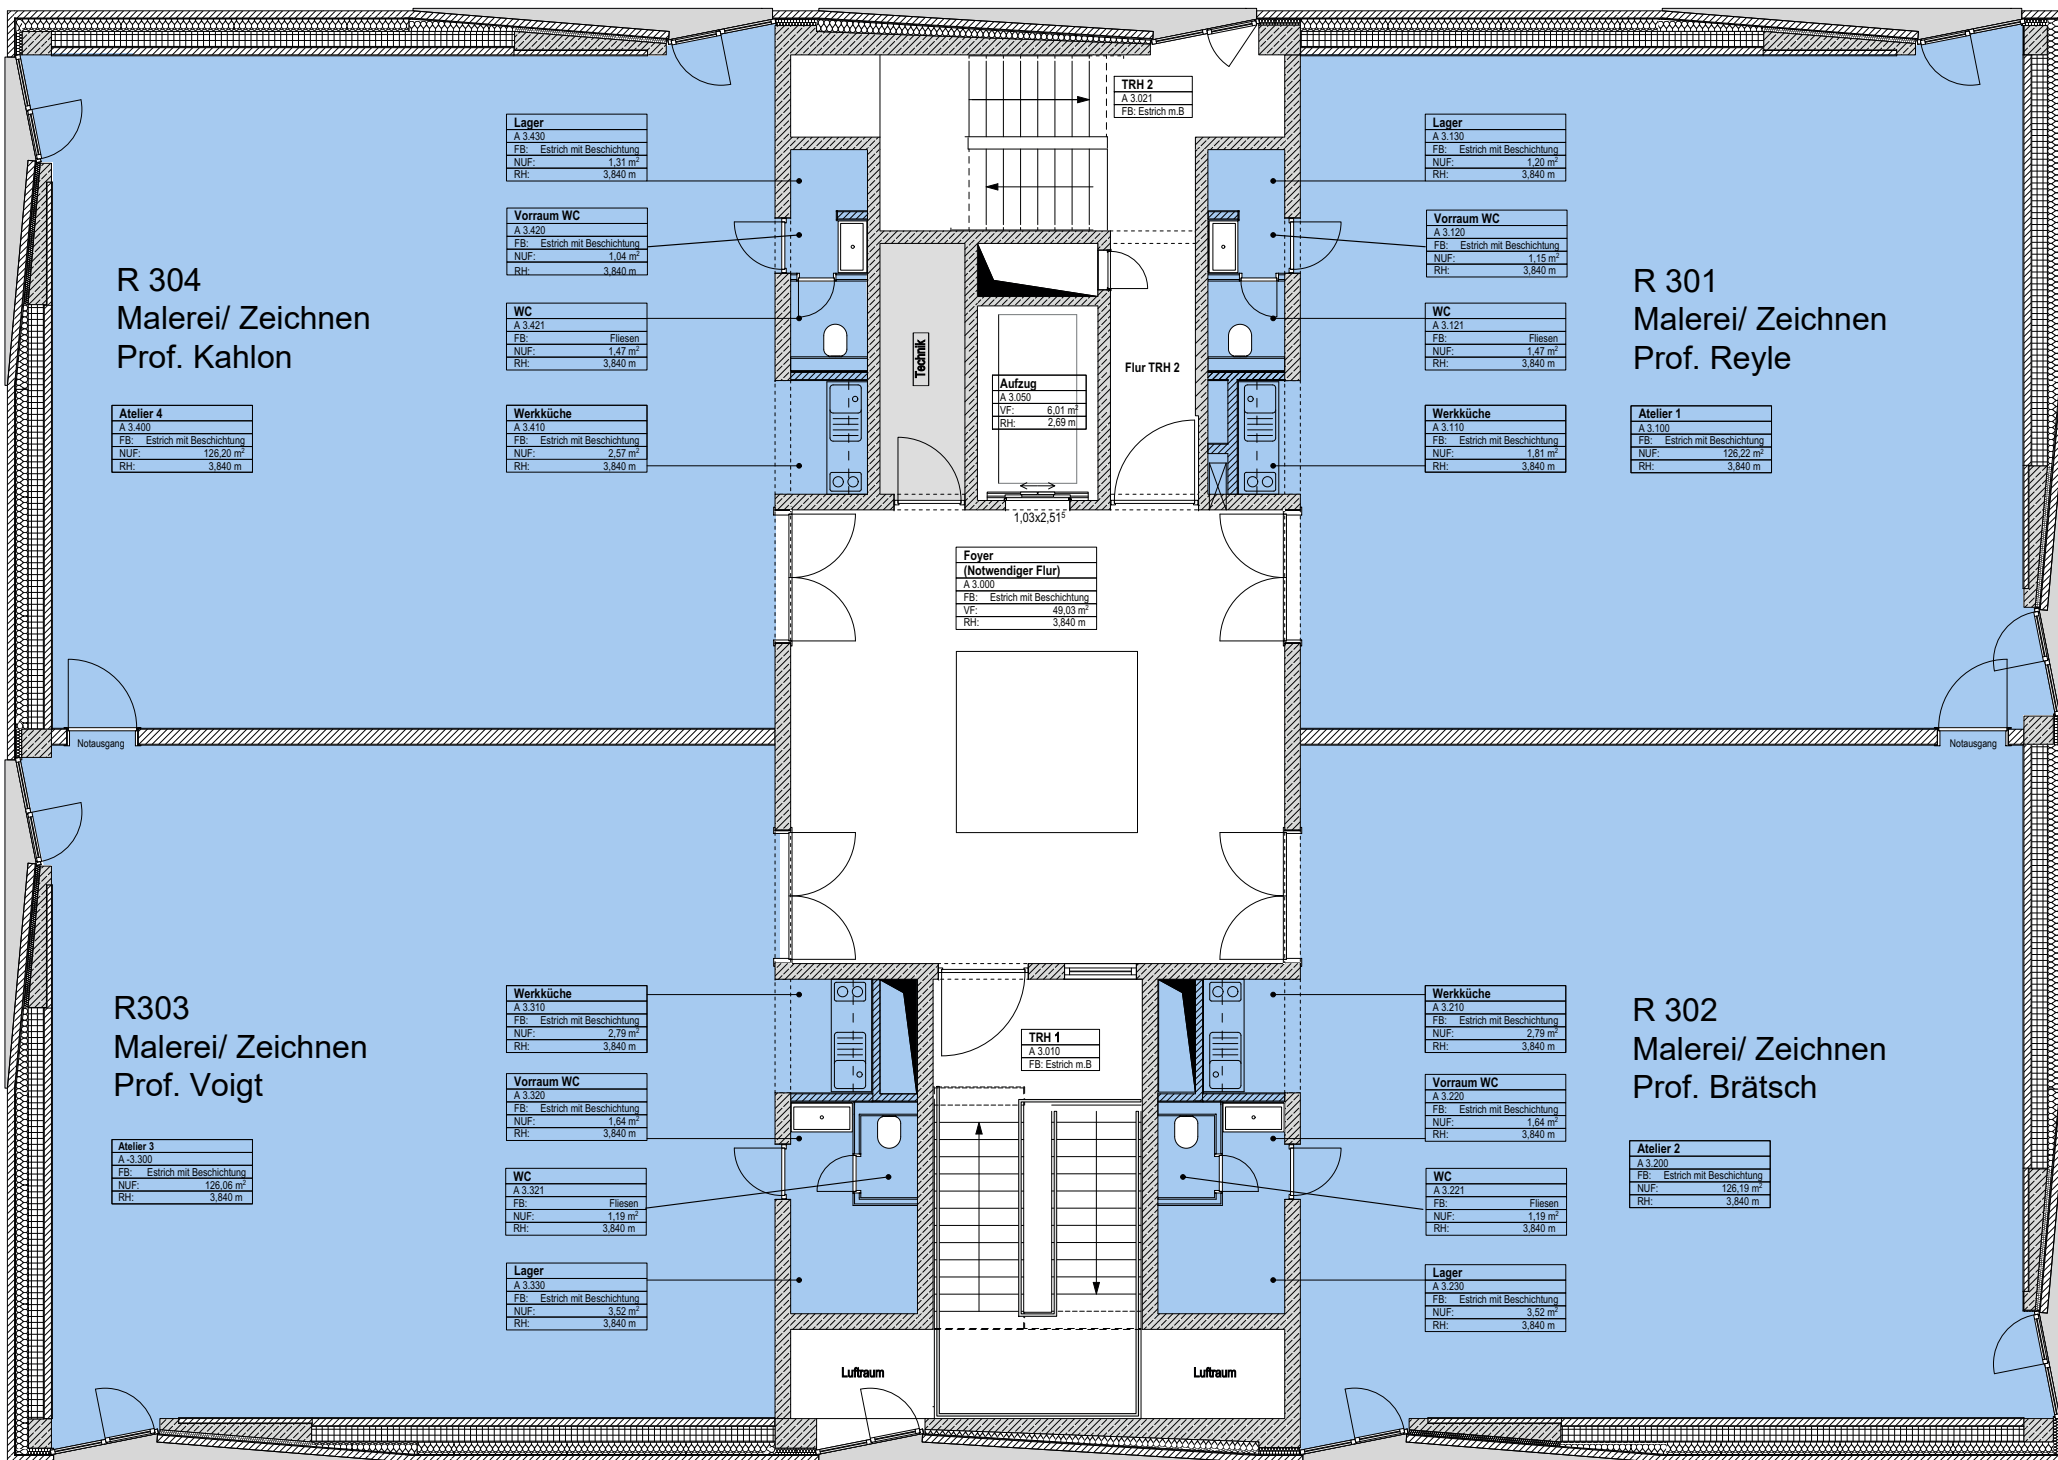 TRH 2
A 3.021
FB: Estrich m.B
Lager
A 3.430
FB: Estrich mit Beschichtung
NUF: 1,31 m²
RH: 3,840 m
Vorraum WC
A 3.420
FB: Estrich mit Beschichtung
NUF: 1,04 m²
RH: 3,840 m
WC
A 3.421
FB: Fliesen
NUF: 1,47 m²
RH: 3,840 m
Werkküche
A 3.410
FB: Estrich mit Beschichtung
NUF: 2,57 m²
RH: 3,840 m
R 304
Malerei/ Zeichnen
Prof. Kahlon
Atelier 4
A 3.400
FB: Estrich mit Beschichtung
NUF: 126,20 m²
RH: 3,840 m
Technik
Aufzug
A 3.050
VF: 6,01 m²
RH: 2,69 m
Flur TRH 2
1,03x2,51⁵
Lager
A 3.130
FB: Estrich mit Beschichtung
NUF: 1,20 m²
RH: 3,840 m
Vorraum WC
A 3.120
FB: Estrich mit Beschichtung
NUF: 1,15 m²
RH: 3,840 m
WC
A 3.121
FB: Fliesen
NUF: 1,47 m²
RH: 3,840 m
Werkküche
A 3.110
FB: Estrich mit Beschichtung
NUF: 1,81 m²
RH: 3,840 m
R 301
Malerei/ Zeichnen
Prof. Reyle
Atelier 1
A 3.100
FB: Estrich mit Beschichtung
NUF: 126,22 m²
RH: 3,840 m
Foyer
(Notwendiger Flur)
A 3.000
FB: Estrich mit Beschichtung
VF: 49,03 m²
RH: 3,840 m
Notausgang
Notausgang
R303
Malerei/ Zeichnen
Prof. Voigt
Atelier 3
A -3.300
FB: Estrich mit Beschichtung
NUF: 126,06 m²
RH: 3,840 m
Werkküche
A 3.310
FB: Estrich mit Beschichtung
NUF: 2,79 m²
RH: 3,840 m
Vorraum WC
A 3.320
FB: Estrich mit Beschichtung
NUF: 1,64 m²
RH: 3,840 m
WC
A 3.321
FB: Fliesen
NUF: 1,19 m²
RH: 3,840 m
Lager
A 3.330
FB: Estrich mit Beschichtung
NUF: 3,52 m²
RH: 3,840 m
TRH 1
A 3.010
FB: Estrich m.B
Luftraum
Luftraum
Werkküche
A 3.210
FB: Estrich mit Beschichtung
NUF: 2,79 m²
RH: 3,840 m
Vorraum WC
A 3.220
FB: Estrich mit Beschichtung
NUF: 1,64 m²
RH: 3,840 m
WC
A 3.221
FB: Fliesen
NUF: 1,19 m²
RH: 3,840 m
Lager
A 3.230
FB: Estrich mit Beschichtung
NUF: 3,52 m²
RH: 3,840 m
R 302
Malerei/ Zeichnen
Prof. Brätsch
Atelier 2
A 3.200
FB: Estrich mit Beschichtung
NUF: 126,19 m²
RH: 3,840 m